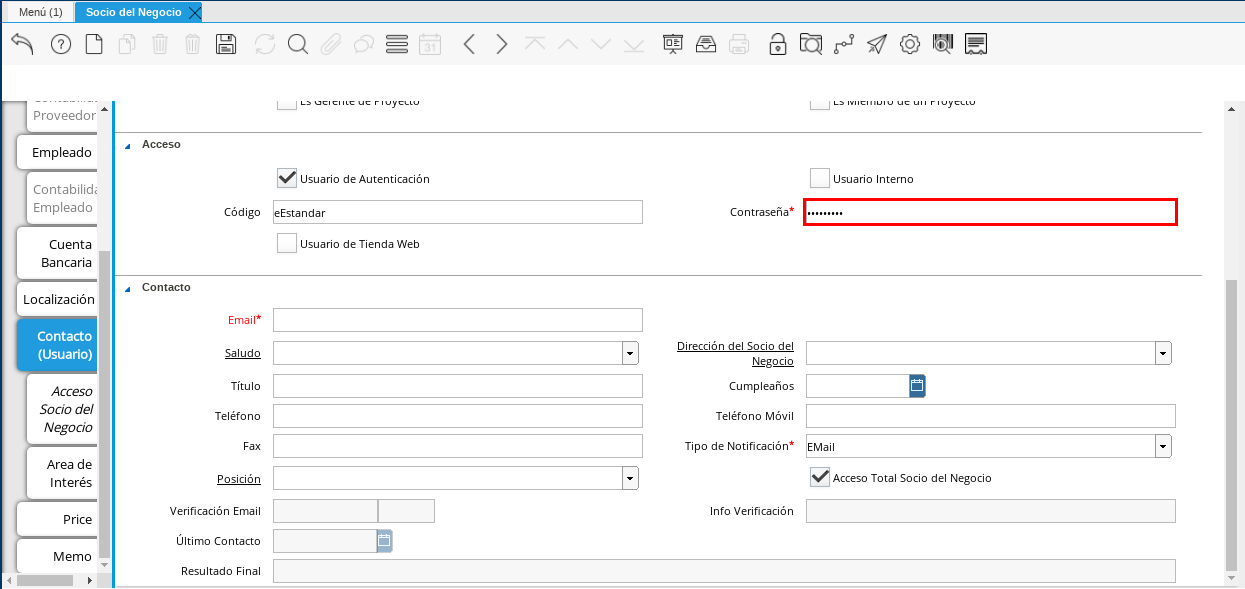 Menú (1)
Socio del Negocio
31
Proveedor
Empleado
Contabilida
Empleado
Cuenta
Bancaria
Localización
Contacto
(Usuario)
Acceso
Socio del
Negocio
Area de
Interés
Price
Memo
Es Gerente de Proyecto
Es Miembro de un Proyecto
Acceso
Usuario de Autenticación
Usuario Interno
Código eEstandar
Contraseña* •••••••••
Usuario de Tienda Web
Contacto
Email*
Saludo
Dirección del Socio del
Negocio
Título
Cumpleaños
Teléfono
Teléfono Móvil
Fax
Tipo de Notificación* EMail
Posición
Acceso Total Socio del Negocio
Verificación Email
Info Verificación
Último Contacto
Resultado Final